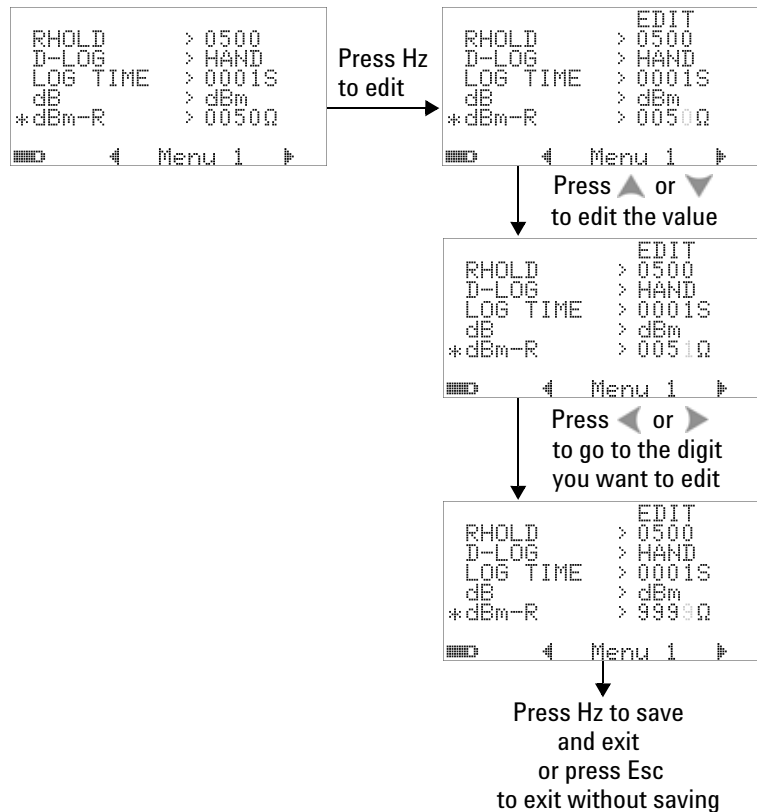 RHOLD > 0500
D-LOG > HAND
LOG TIME > 0001S
dB > dBm
*dBm-R > 0050Ω
Menu 1
Press Hz
to edit
EDIT
RHOLD > 0500
D-LOG > HAND
LOG TIME > 0001S
dB > dBm
*dBm-R > 0050Ω
Menu 1
Press or
to edit the value
EDIT
RHOLD > 0500
D-LOG > HAND
LOG TIME > 0001S
dB > dBm
*dBm-R > 0051Ω
Menu 1
Press or
to go to the digit
you want to edit
EDIT
RHOLD > 0500
D-LOG > HAND
LOG TIME > 0001S
dB > dBm
*dBm-R > 9999Ω
Menu 1
Press Hz to save
and exit
or press Esc
to exit without saving